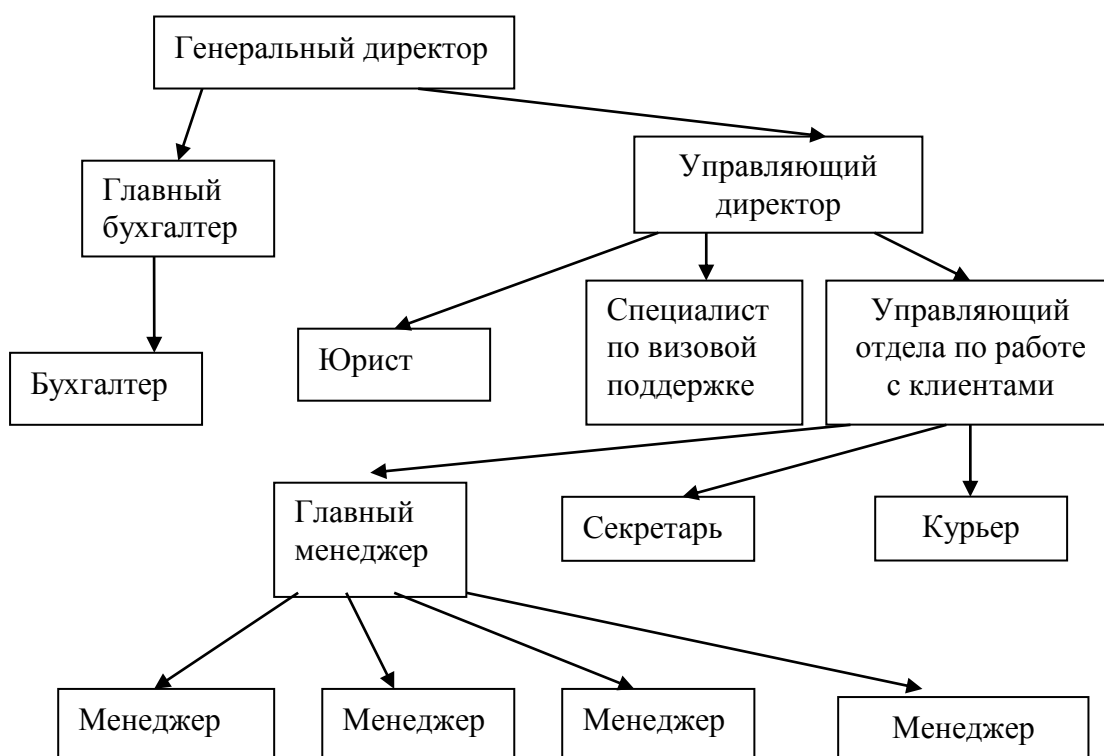 Генеральный директор
Главный
бухгалтер
Управляющий
директор
Бухгалтер
Юрист
Специалист
по визовой
поддержке
Управляющий
отдела по работе
с клиентами
Главный
менеджер
Секретарь
Курьер
Менеджер
Менеджер
Менеджер
Менеджер